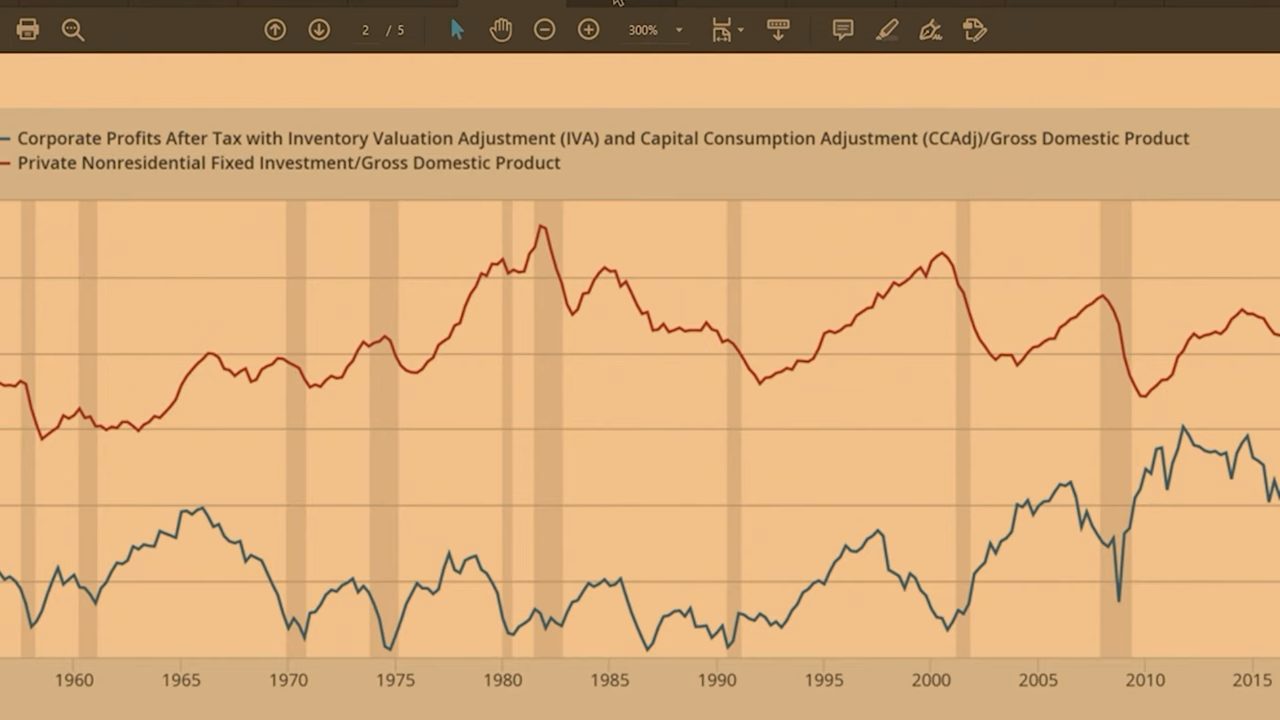 2 / 5 300%
Corporate Profits After Tax with Inventory Valuation Adjustment (IVA) and Capital Consumption Adjustment (CCAdj)/Gross Domestic Product
Private Nonresidential Fixed Investment/Gross Domestic Product
1960 1965 1970 1975 1980 1985 1990 1995 2000 2005 2010 2015